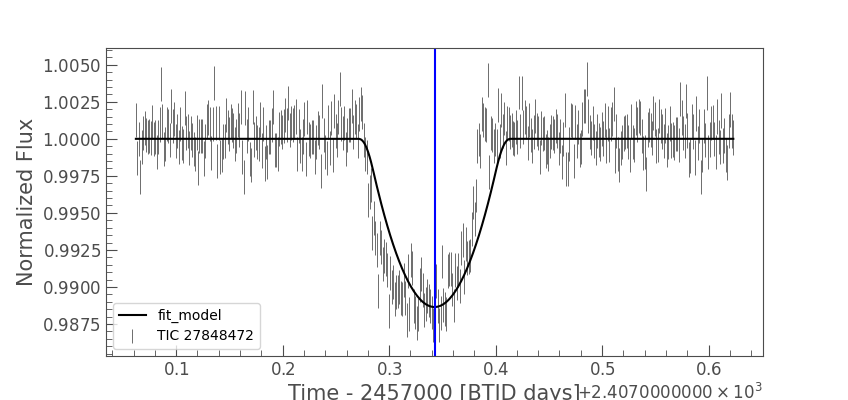 1.0050
1.0025
1.0000
0.9975
0.9950
0.9925
0.9900
0.9875
Normalized Flux
fit_model
TIC 27848472
0.1 0.2 0.3 0.4 0.5 0.6
Time - 2457000 [BTJD days]
+2.4070000000 × 10³